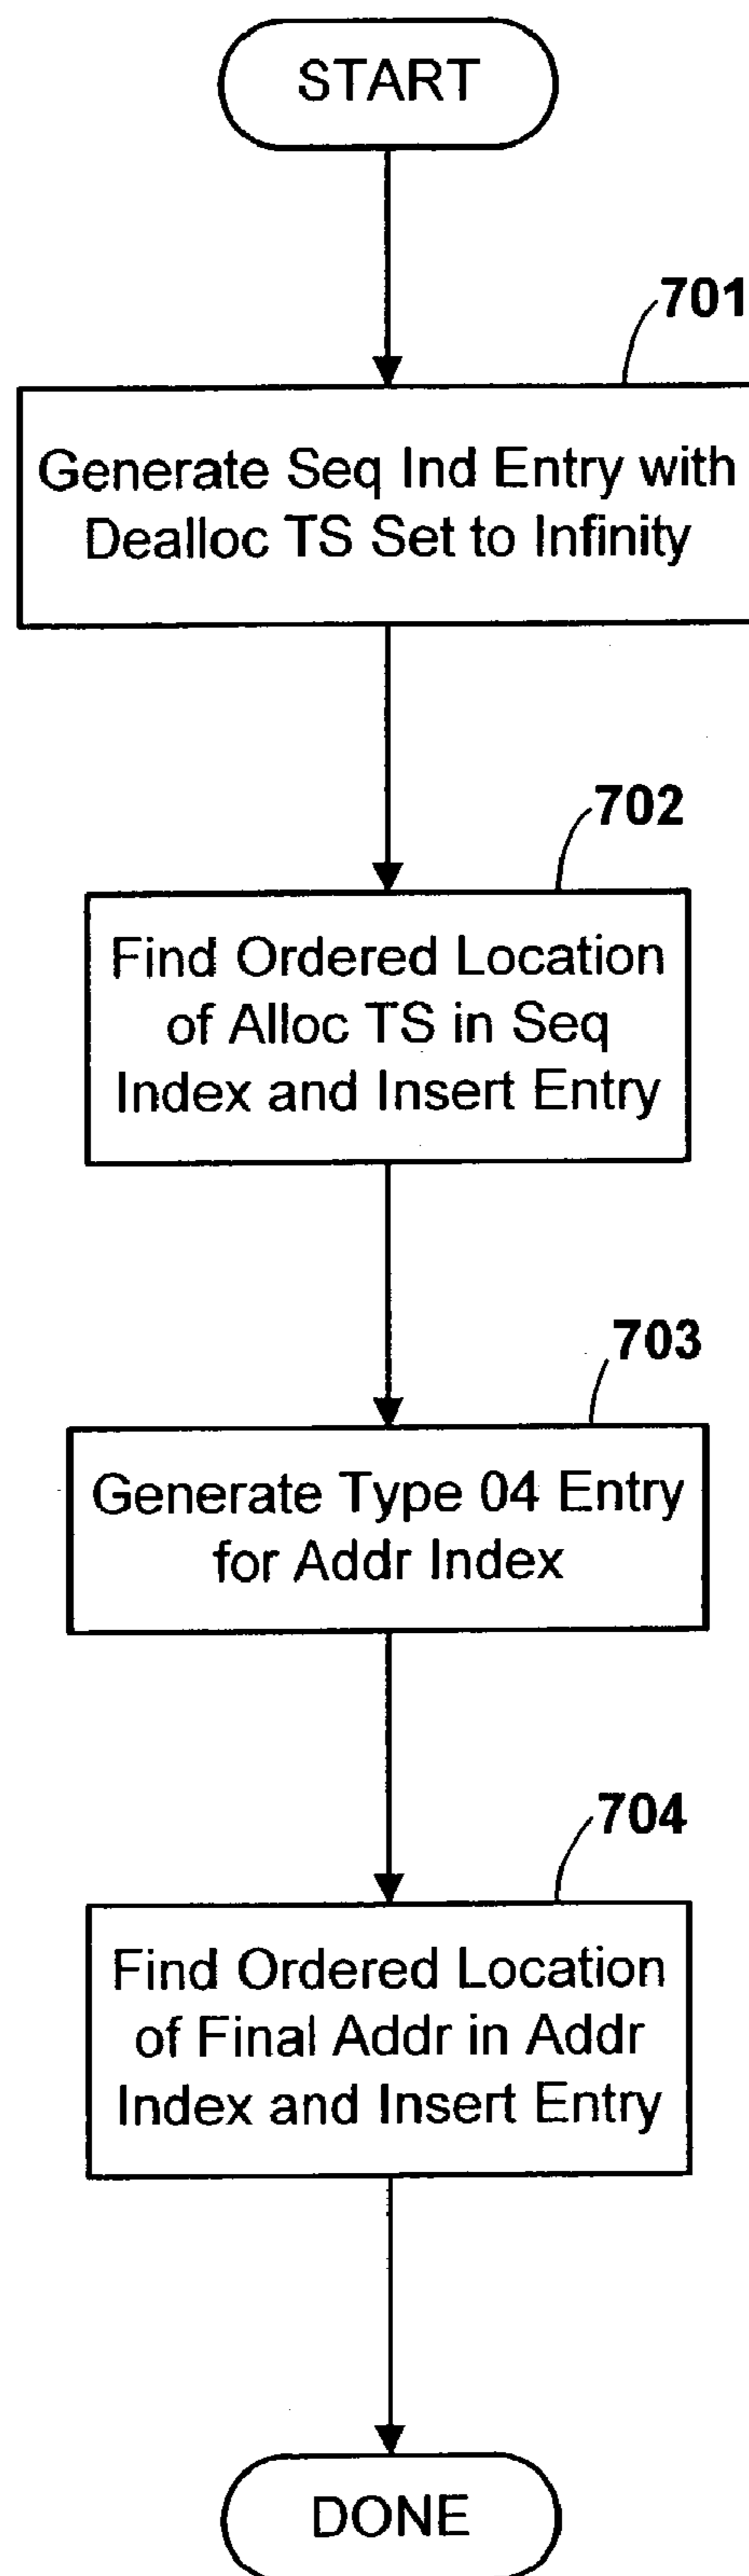 START
701
Generate Seq Ind Entry with
Dealloc TS Set to Infinity
702
Find Ordered Location
of Alloc TS in Seq
Index and Insert Entry
703
Generate Type 04 Entry
for Addr Index
704
Find Ordered Location
of Final Addr in Addr
Index and Insert Entry
DONE